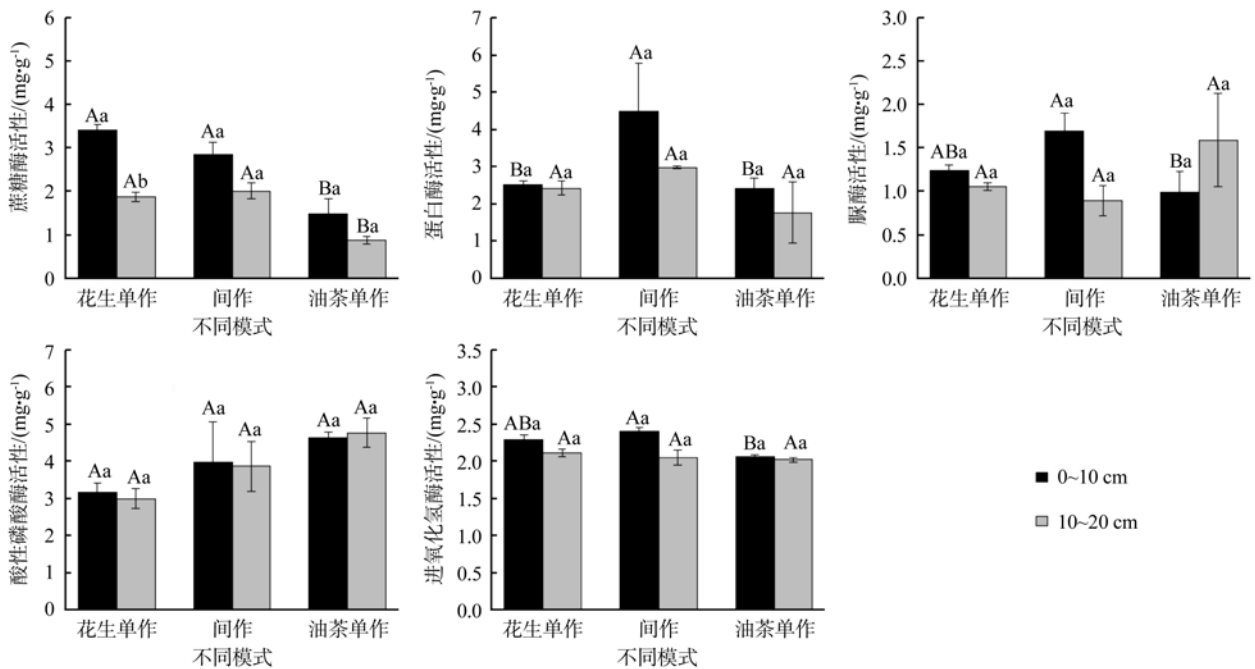 蔗糖酶活性/(mg•g⁻¹)
6
5
4
3
2
1
0
Aa
Ab
Aa
Aa
Ba
Ba
花生单作 间作 油茶单作
不同模式
蛋白酶活性/(mg•g⁻¹)
7
6
5
4
3
2
1
0
Ba
Aa
Aa
Aa
Ba
Aa
花生单作 间作 油茶单作
不同模式
脲酶活性/(mg•g⁻¹)
3.0
2.5
2.0
1.5
1.0
0.5
0.0
ABa
Aa
Aa
Aa
Ba
Aa
花生单作 间作 油茶单作
不同模式
酸性磷酸酶活性/(mg•g⁻¹)
7
6
5
4
3
2
1
0
Aa
Aa
Aa
Aa
Aa
Aa
花生单作 间作 油茶单作
不同模式
进氧化氢酶活性/(mg•g⁻¹)
3.5
3.0
2.5
2.0
1.5
1.0
0.5
0.0
ABa
Aa
Aa
Aa
Ba
Aa
花生单作 间作 油茶单作
不同模式
0~10 cm
10~20 cm